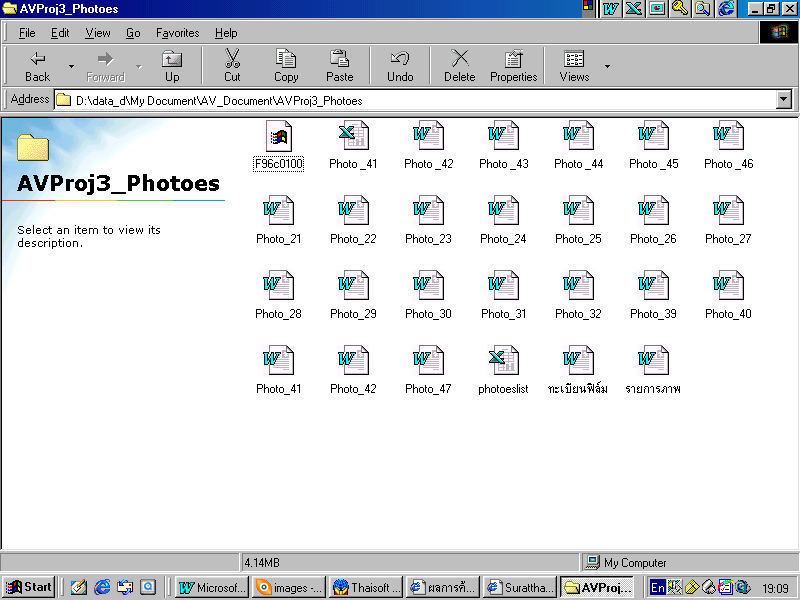 AVProj3_Photoes
File Edit View Go Favorites Help
Back Forward Up Cut Copy Paste Undo Delete Properties Views
Address D:\data_d\My Document\AV_Document\AVProj3_Photoes
AVProj3_Photoes
Select an item to view its
description.
F96c0100 Photo _41 Photo _42 Photo _43 Photo _44 Photo _45 Photo _46
Photo_21 Photo_22 Photo_23 Photo_24 Photo_25 Photo_26 Photo_27
Photo_28 Photo_29 Photo_30 Photo_31 Photo_32 Photo_39 Photo_40
Photo_41 Photo_42 Photo_47 photoeslist ทะเบียนฟิล์ม รายการภาพ
4.14MB My Computer
Start Microsof... images -... Thaisoft ... ผลการค้... Surattha... AVProj... En 19:09